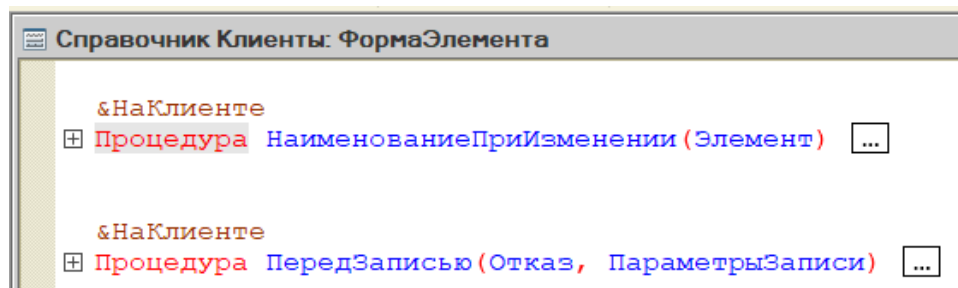 Справочник Клиенты: ФормаЭлемента
&НаКлиенте
Процедура НаименованиеПриИзменении(Элемент) ...
&НаКлиенте
Процедура ПередЗаписью(Отказ, ПараметрыЗаписи) ...